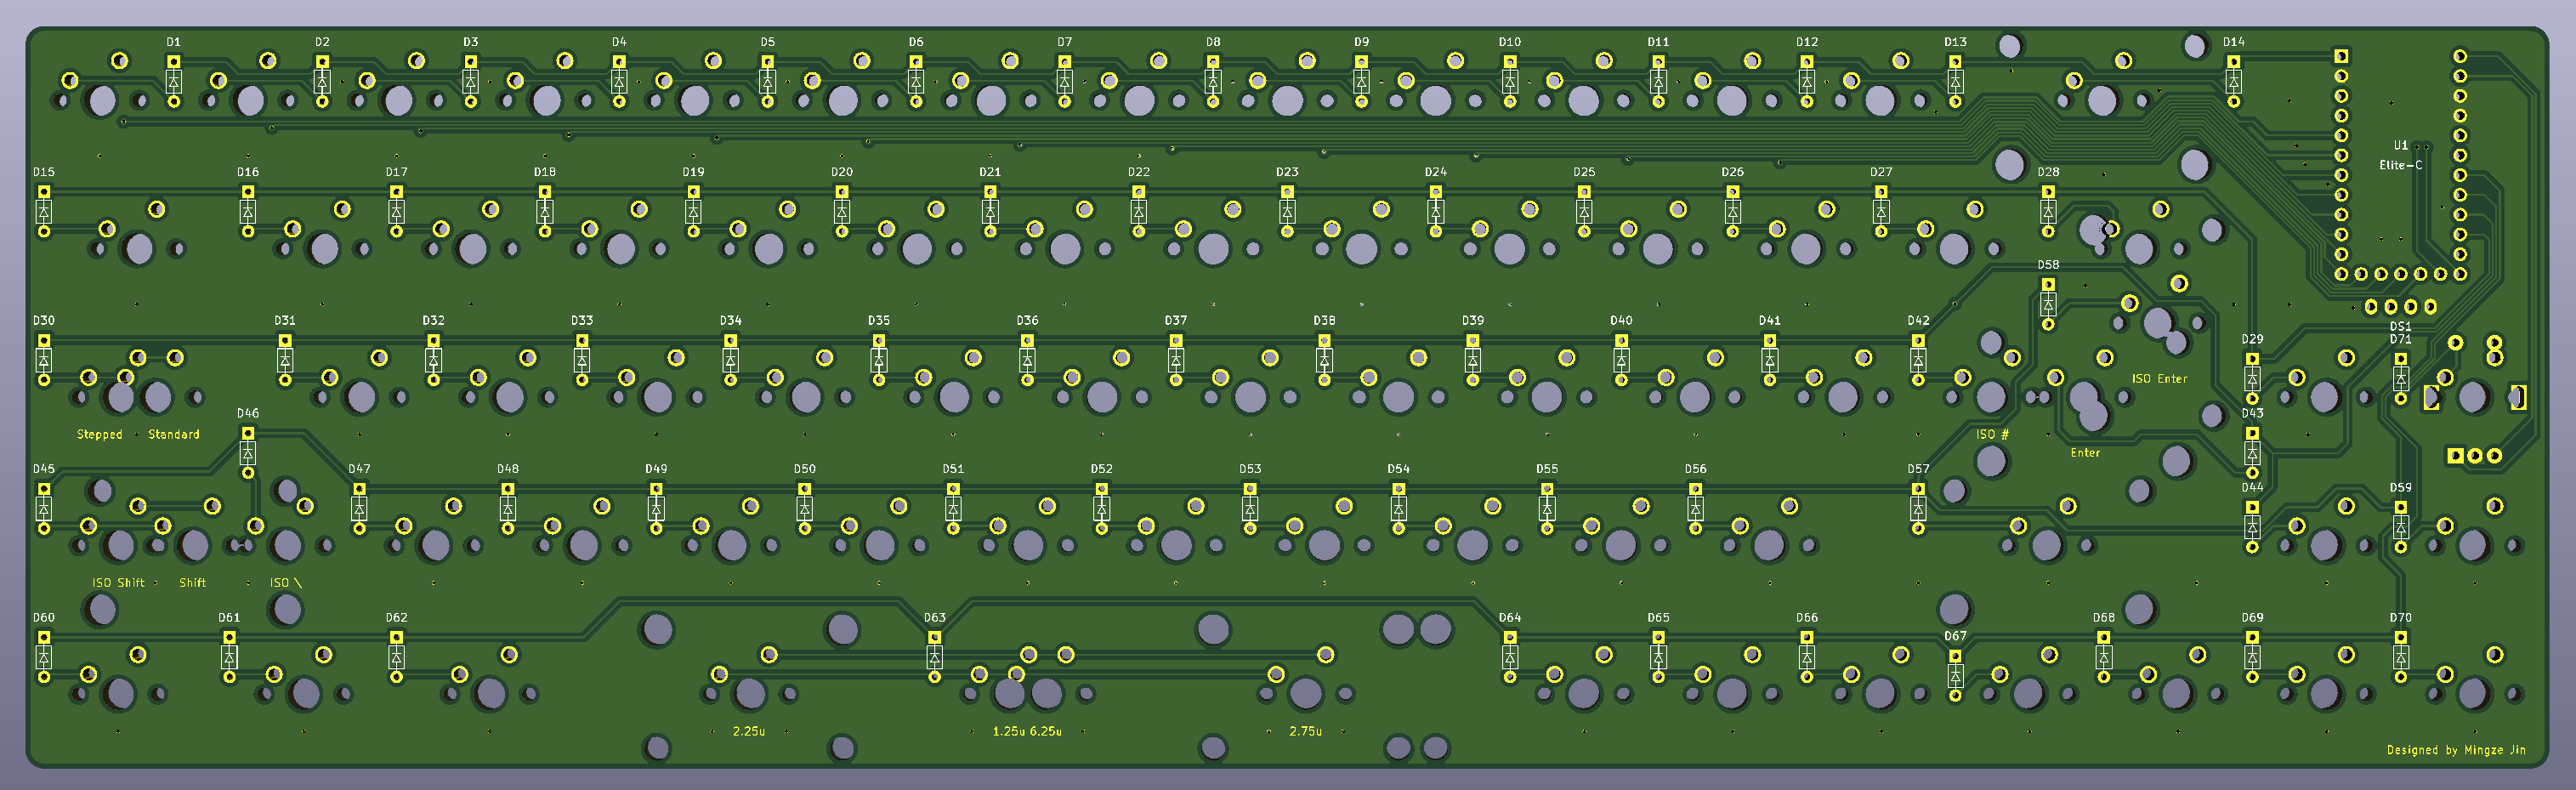 D1 D2 D3 D4 D5 D6 D7 D8 D9 D10 D11 D12 D13 D14
U1
Elite-C
D15 D16 D17 D18 D19 D20 D21 D22 D23 D24 D25 D26 D27 D28
D58
D30 D31 D32 D33 D34 D35 D36 D37 D38 D39 D40 D41 D42
DS1
D29 D71
ISO Enter
D46 D43
Stepped Standard ISO #
Enter
D45 D47 D48 D49 D50 D51 D52 D53 D54 D55 D56 D57
D44 D59
ISO Shift Shift ISO \
D60 D61 D62 D63 D64 D65 D66 D68 D69 D70
D67
2.25u 1.25u 6.25u 2.75u
Designed by Mingze Jin